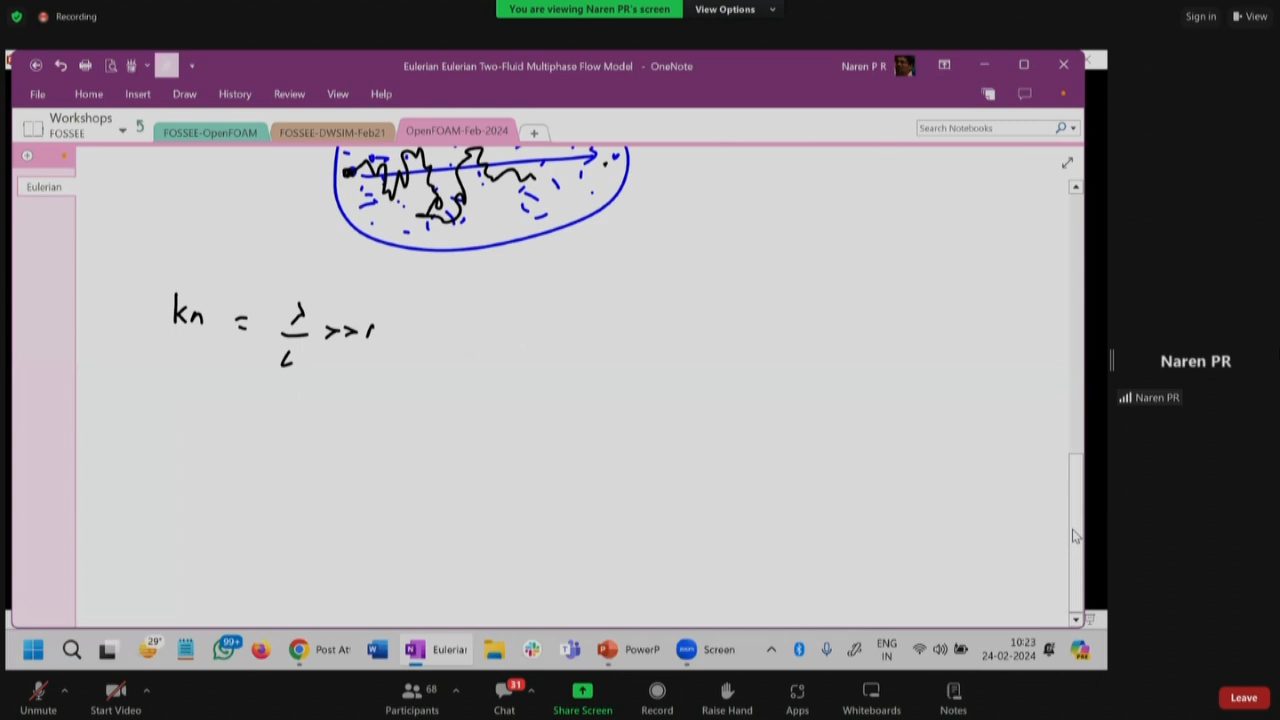 You are viewing Naren PR's screen View Options
Recording
Sign in View
Eulerian Eulerian Two-Fluid Multiphase Flow Model - OneNote
Naren P R
File Home Insert Draw History Review View Help
Workshops
FOSSEE
FOSSEE-OpenFOAM
FOSSEE-DWSIM-Feb21
OpenFOAM-Feb-2024
Search Notebooks
Eulerian
kn = λ/L >>1
Naren PR
Naren PR
29°
99+
Post At
Eulerian
PowerP
Screen
ENG
IN
10:23
24-02-2024
Unmute
Start Video
68
Participants
31
Chat
Share Screen
Record
Raise Hand
Apps
Whiteboards
Notes
Leave